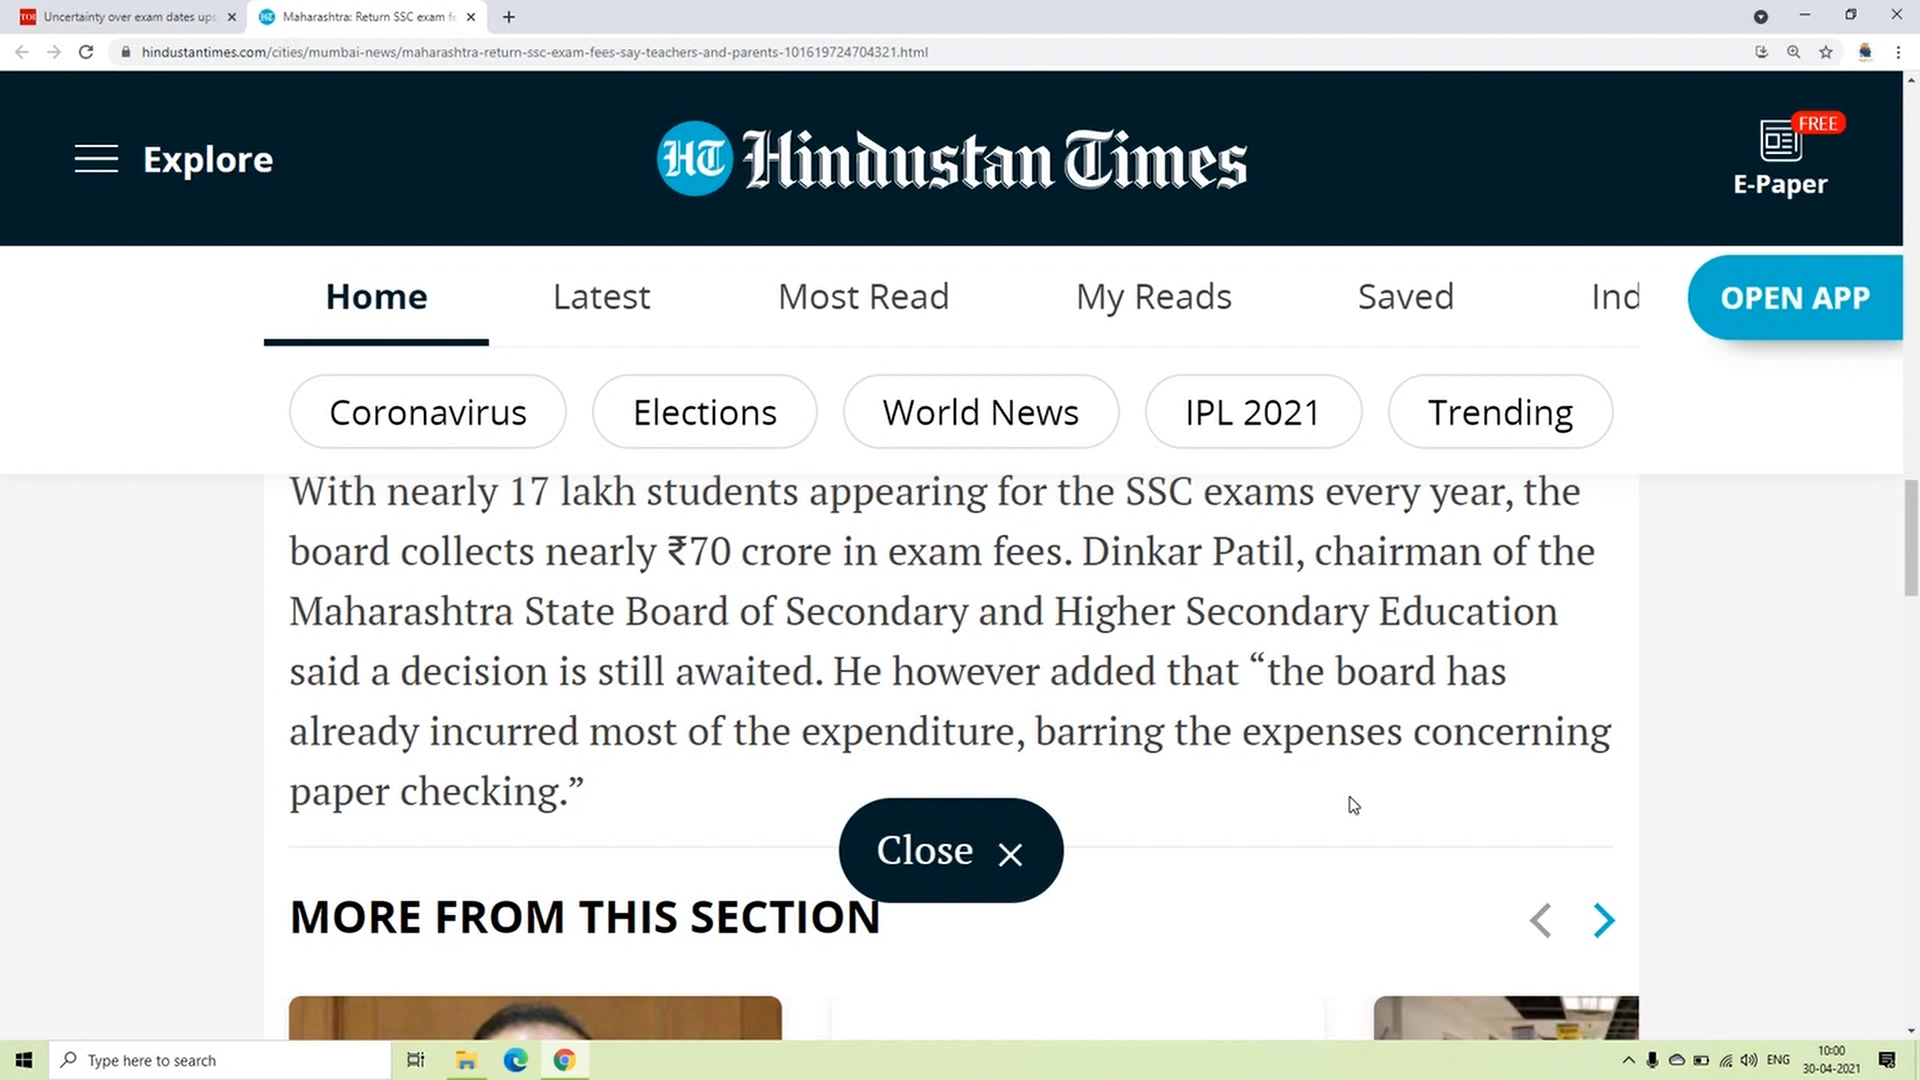 TOI Uncertainty over exam dates ups
HT Maharashtra: Return SSC exam fe
hindustantimes.com/cities/mumbai-news/maharashtra-return-ssc-exam-fees-say-teachers-and-parents-101619724704321.html
Explore
HT Hindustan Times
FREE
E-Paper
Home Latest Most Read My Reads Saved Ind
OPEN APP
Coronavirus Elections World News IPL 2021 Trending
With nearly 17 lakh students appearing for the SSC exams every year, the
board collects nearly ₹70 crore in exam fees. Dinkar Patil, chairman of the
Maharashtra State Board of Secondary and Higher Secondary Education
said a decision is still awaited. He however added that “the board has
already incurred most of the expenditure, barring the expenses concerning
paper checking.”
Close
MORE FROM THIS SECTION
Type here to search
ENG
10:00
30-04-2021